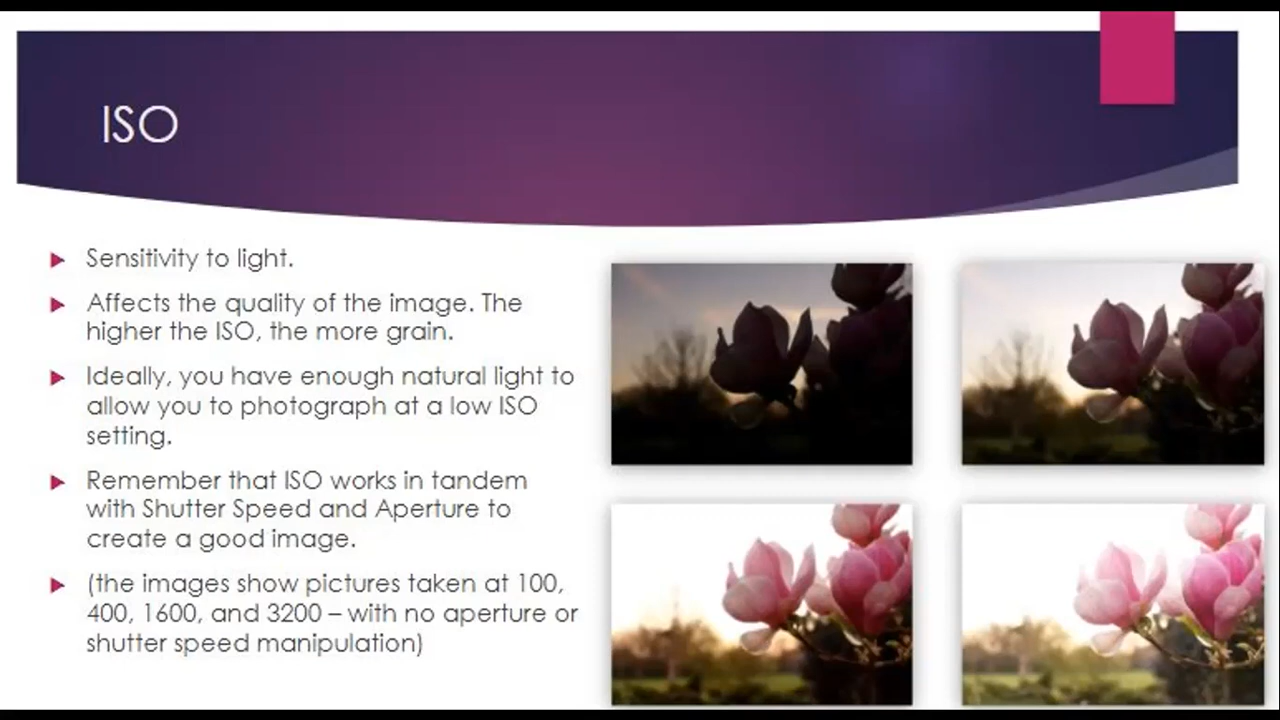 ISO
Sensitivity to light.
Affects the quality of the image. The
higher the ISO, the more grain.
Ideally, you have enough natural light to
allow you to photograph at a low ISO
setting.
Remember that ISO works in tandem
with Shutter Speed and Aperture to
create a good image.
(the images show pictures taken at 100,
400, 1600, and 3200 – with no aperture or
shutter speed manipulation)